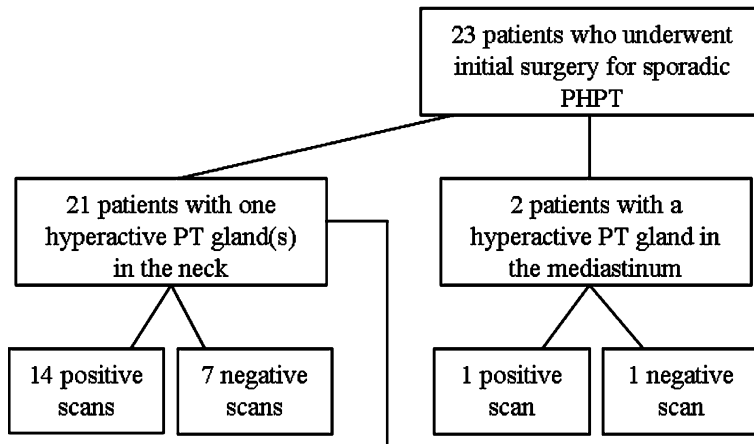 23 patients who underwent
initial surgery for sporadic
PHPT
21 patients with one
hyperactive PT gland(s)
in the neck
2 patients with a
hyperactive PT gland in
the mediastinum
14 positive
scans
7 negative
scans
1 positive
scan
1 negative
scan